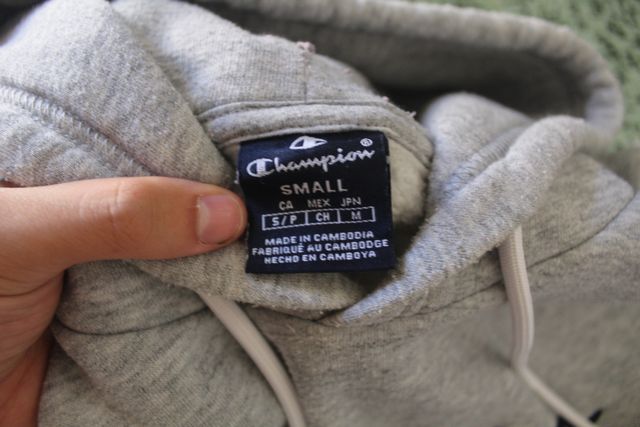 Champion®
SMALL
CA MEX JPN
S/P CH M
MADE IN CAMBODIA
FABRIQUÉ AU CAMBODGE
HECHO EN CAMBOYA